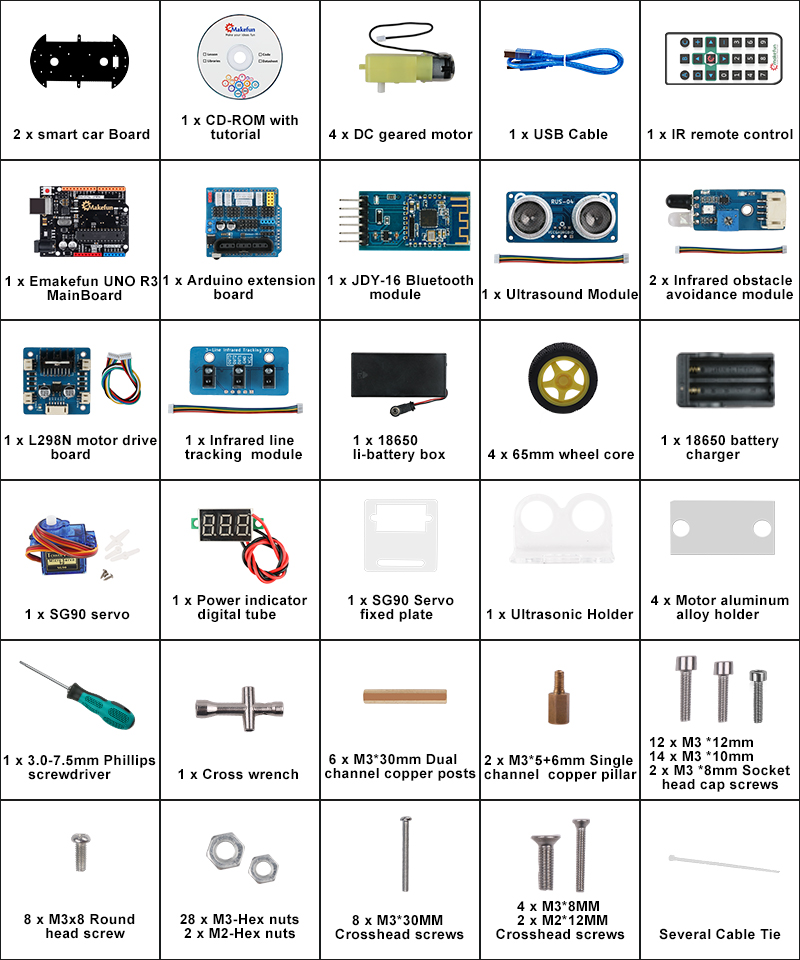 Emakefun
Make your ideas fun
Lesson
Code
Libraries
Datasheet
2 x smart car Board
1 x CD-ROM with
tutorial
4 x DC geared motor
1 x USB Cable
1 x IR remote control
Emakefun
RUS-04
1 x Emakefun UNO R3
MainBoard
1 x Arduino extension
board
1 x JDY-16 Bluetooth
module
1 x Ultrasound Module
2 x Infrared obstacle
avoidance module
3-Line Infrared Tracking V2.0
1 x L298N motor drive
board
1 x Infrared line
tracking module
1 x 18650
li-battery box
4 x 65mm wheel core
1 x 18650 battery
charger
1 x SG90 servo
1 x Power indicator
digital tube
1 x SG90 Servo
fixed plate
1 x Ultrasonic Holder
4 x Motor aluminum
alloy holder
1 x 3.0-7.5mm Phillips
screwdriver
1 x Cross wrench
6 x M3*30mm Dual
channel copper posts
2 x M3*5+6mm Single
channel copper pillar
12 x M3 *12mm
14 x M3 *10mm
2 x M3 *8mm Socket
head cap screws
8 x M3x8 Round
head screw
28 x M3-Hex nuts
2 x M2-Hex nuts
8 x M3*30MM
Crosshead screws
4 x M3*8MM
2 x M2*12MM
Crosshead screws
Several Cable Tie